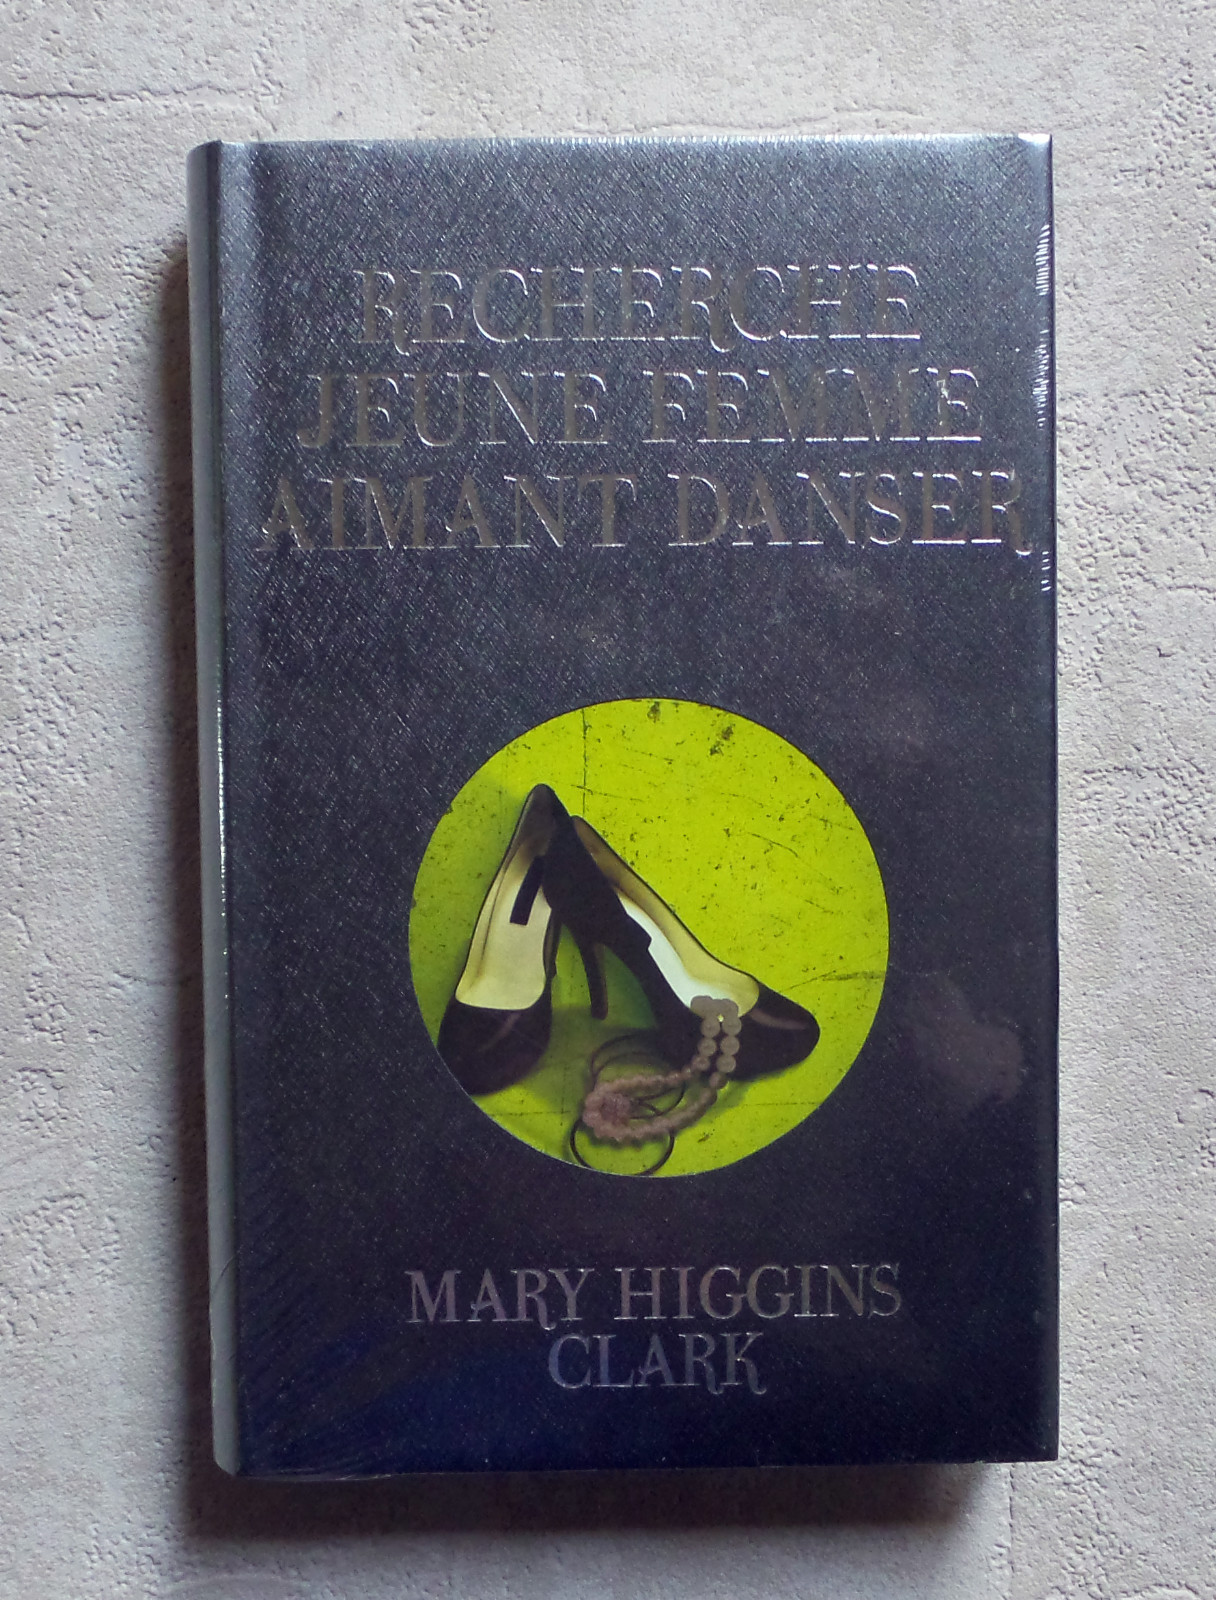 RECHERCHE
JEUNE FEMME
AIMANT DANSER
MARY HIGGINS
CLARK